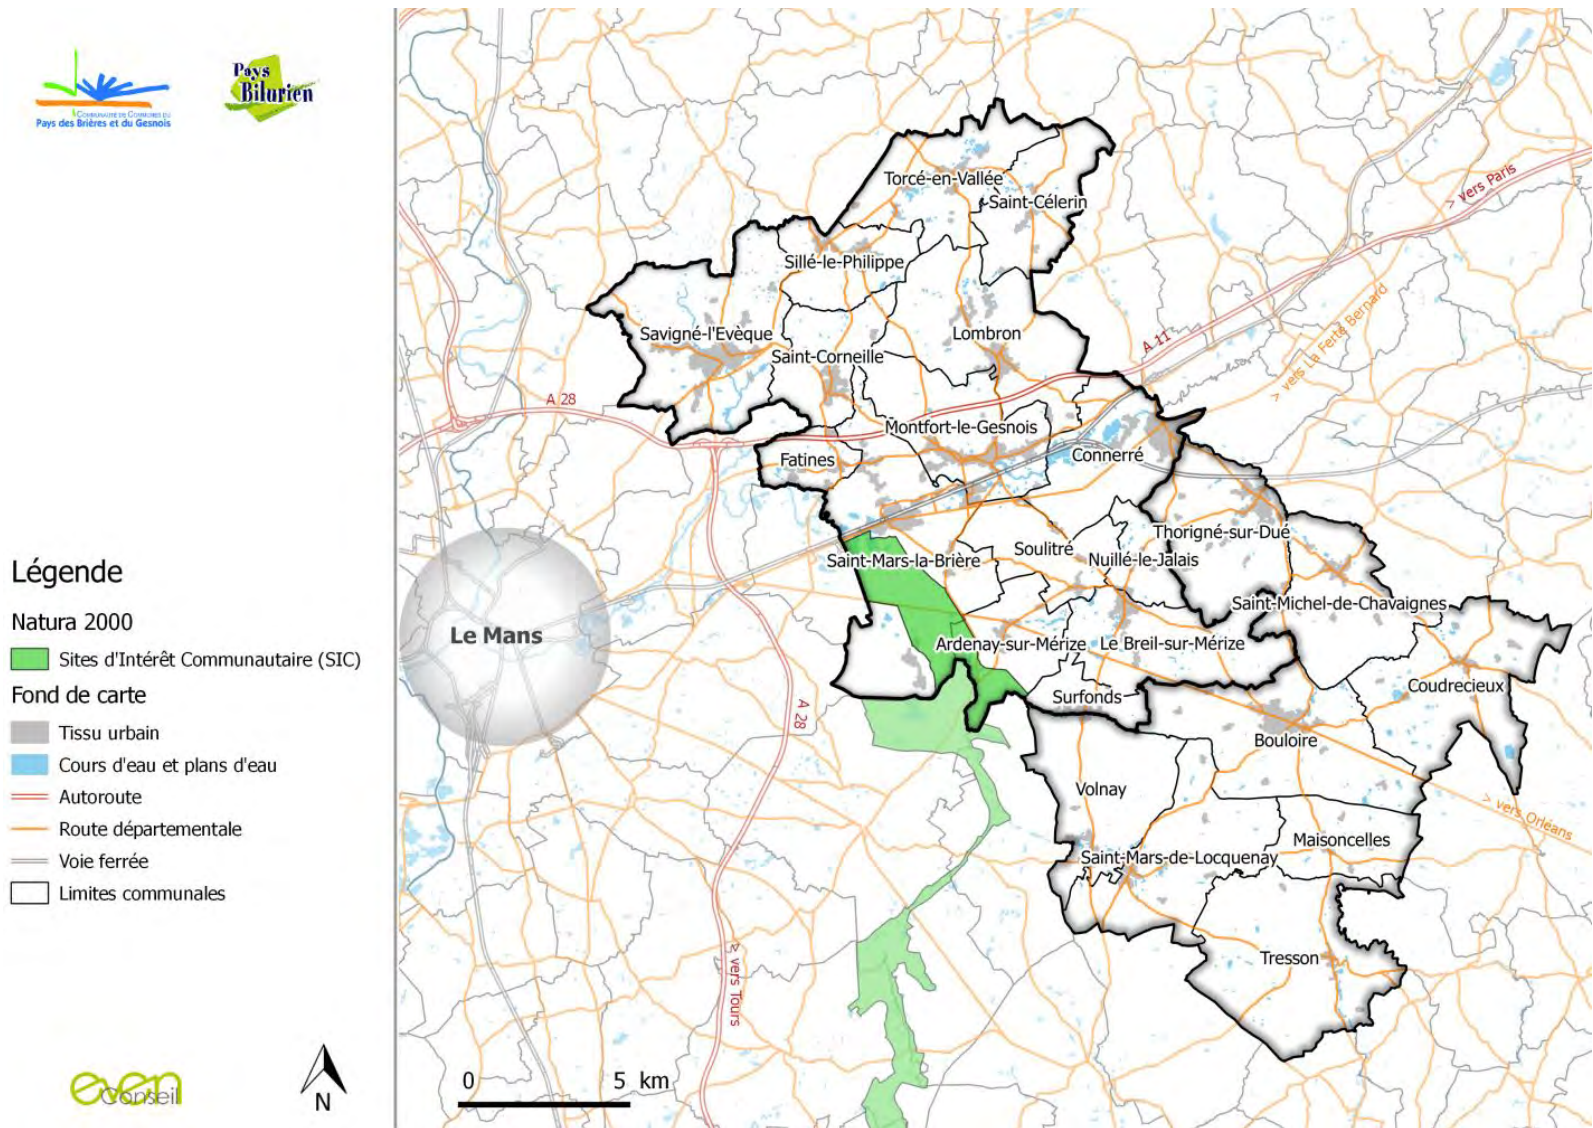 COMMUNAUTÉ DE COMMUNES DU
Pays des Brières et du Gesnois
Pays
Bilurien
Légende
Natura 2000
Sites d'Intérêt Communautaire (SIC)
Fond de carte
Tissu urbain
Cours d'eau et plans d'eau
Autoroute
Route départementale
Voie ferrée
Limites communales
even
Conseil
N
0 5 km
Torcé-en-Vallée
Saint-Célerin
> vers Paris
Sillé-le-Philippe
> vers La Ferté Bernard
Savigné-l'Evèque
Lombron
A 11
Saint-Corneille
A 28
Montfort-le-Gesnois
Connerré
Fatines
Thorigné-sur-Dué
Soulitré
Saint-Mars-la-Brière
Nuillé-le-Jalais
Saint-Michel-de-Chavaignes
Le Mans
Ardenay-sur-Mérize
Le Breil-sur-Mérize
Coudrecieux
Surfonds
A 28
Bouloire
Volnay
> vers Orléans
Maisoncelles
Saint-Mars-de-Locquenay
Tresson
> vers Tours